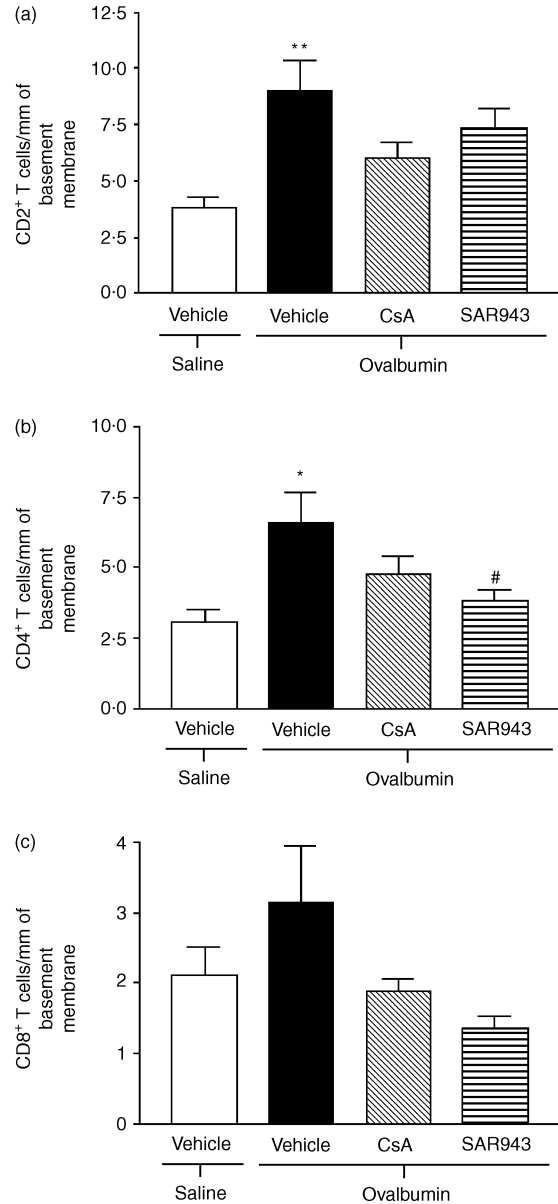 (a)
CD2+ T cells/mm of
basement
membrane
12·5
10·0
7·5
5·0
2·5
0·0
**
Vehicle Vehicle CsA SAR943
Saline Ovalbumin
(b)
CD4+ T cells/mm of
basement
membrane
10·0
7·5
5·0
2·5
0·0
*
#
Vehicle Vehicle CsA SAR943
Saline Ovalbumin
(c)
CD8+ T cells/mm of
basement
membrane
4
3
2
1
0
Vehicle Vehicle CsA SAR943
Saline Ovalbumin